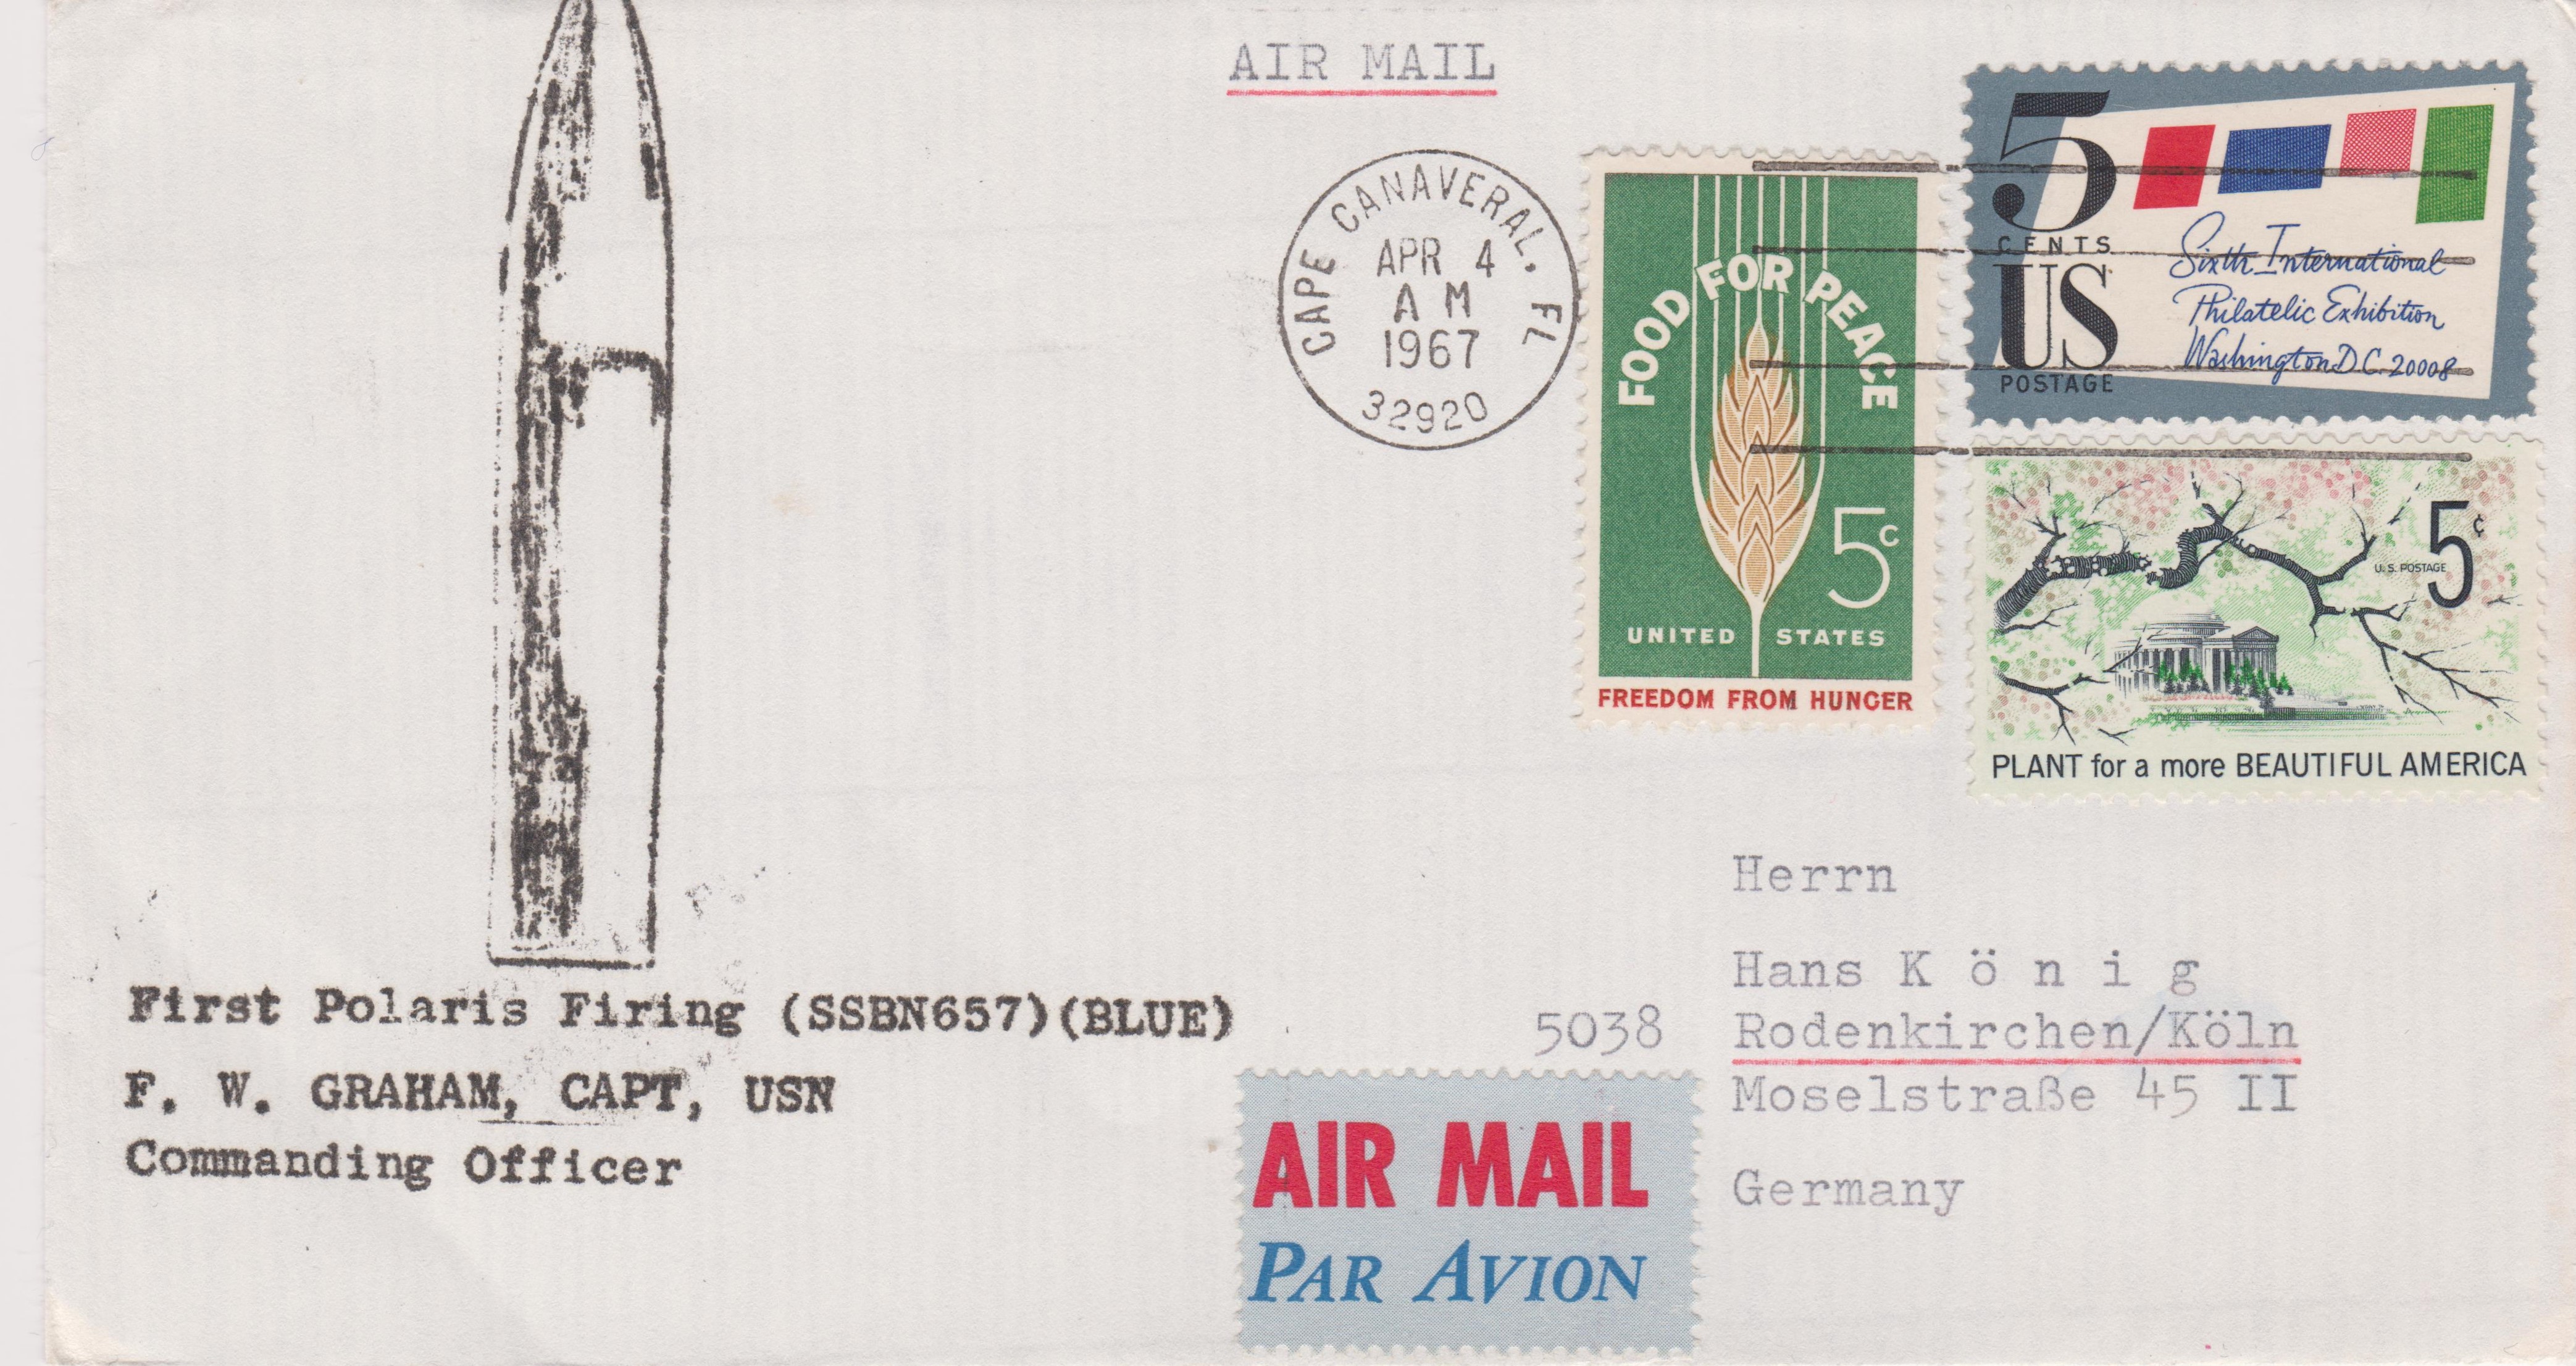 AIR MAIL
CAPE CANAVERAL, FL
APR 4
A M
1967
32920
FOOD FOR PEACE
5c
UNITED STATES
FREEDOM FROM HUNGER
5
CENTS
US
POSTAGE
Sixth International
Philatelic Exhibition
Washington D.C. 20008
5¢
U.S. POSTAGE
PLANT for a more BEAUTIFUL AMERICA
First Polaris Firing (SSBN657)(BLUE)
F. W. GRAHAM, CAPT, USN
Commanding Officer
Herrn
Hans K ö n i g
5038 Rodenkirchen/Köln
Moselstraße 45 II
Germany
AIR MAIL
PAR AVION